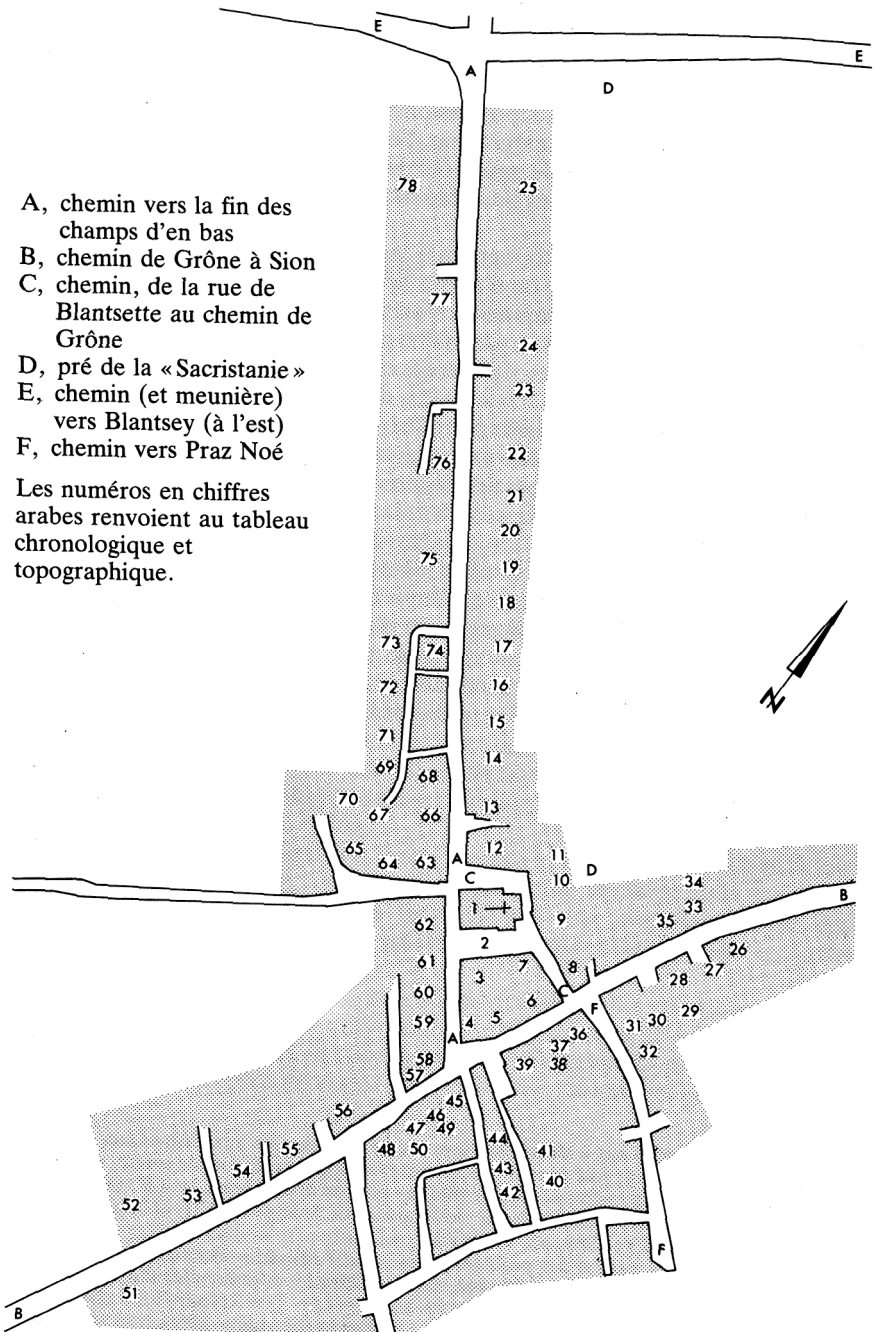 E
E
A
D
78
25
A, chemin vers la fin des
champs d'en bas
B, chemin de Grône à Sion
C, chemin, de la rue de
Blantsette au chemin de
Grône
D, pré de la « Sacristanie »
E, chemin (et meunière)
vers Blantsey (à l'est)
F, chemin vers Praz Noé
Les numéros en chiffres
arabes renvoient au tableau
chronologique et
topographique.
77
24
23
22
76
21
20
75
19
18
73
74
17
72
16
N
15
71
14
69
68
70
67
66
13
65
64
63
A
12
11
C
10
D
34
B
1
9
33
62
35
2
26
61
3
7
8
27
60
6
C
28
59
4
5
F
29
A
36
31
30
58
39
37
32
57
38
45
56
46
47
49
44
55
48
50
41
54
43
53
42
40
52
F
51
B